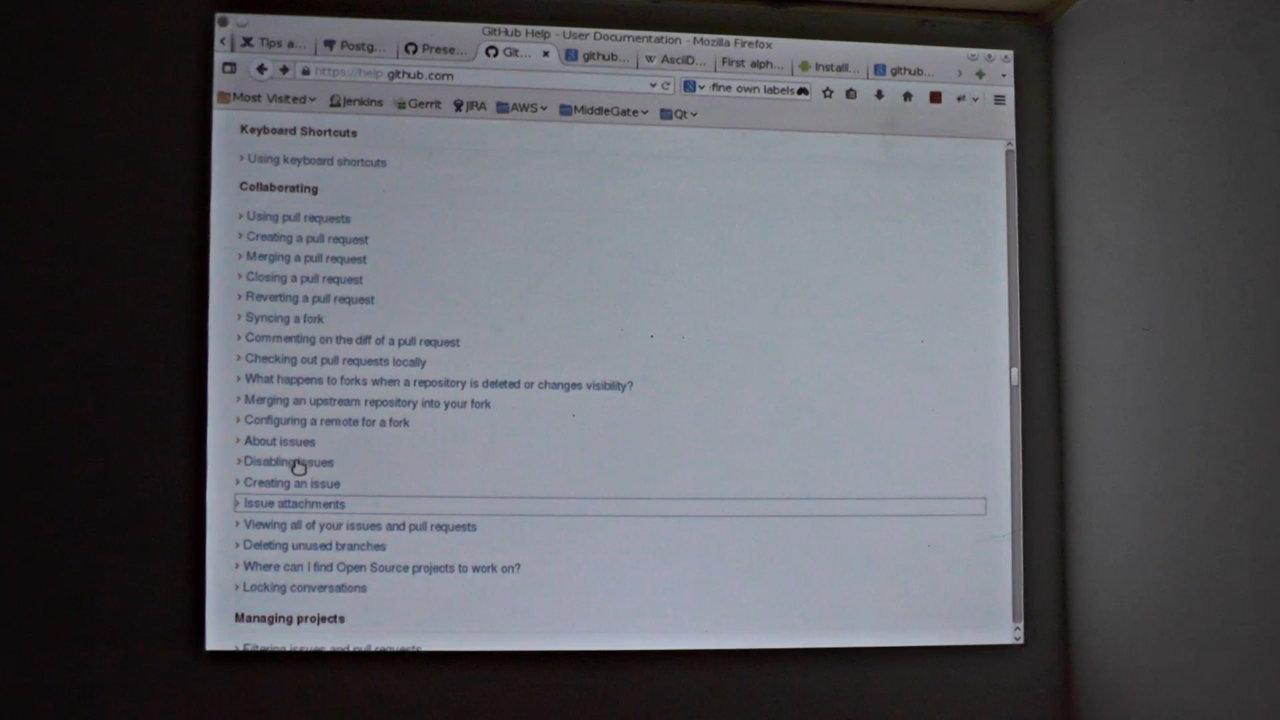 GitHub Help - User Documentation - Mozilla Firefox
Tips a... Postg... Prese... Git... github... AsciiD... First alph... Install... github...
https://help.github.com fine own labels
Most Visited Jenkins Gerrit JIRA AWS MiddleGate Qt
Keyboard Shortcuts
› Using keyboard shortcuts
Collaborating
› Using pull requests
› Creating a pull request
› Merging a pull request
› Closing a pull request
› Reverting a pull request
› Syncing a fork
› Commenting on the diff of a pull request
› Checking out pull requests locally
› What happens to forks when a repository is deleted or changes visibility?
› Merging an upstream repository into your fork
› Configuring a remote for a fork
› About issues
› Disabling issues
› Creating an issue
› Issue attachments
› Viewing all of your issues and pull requests
› Deleting unused branches
› Where can I find Open Source projects to work on?
› Locking conversations
Managing projects
› Filtering issues and pull requests